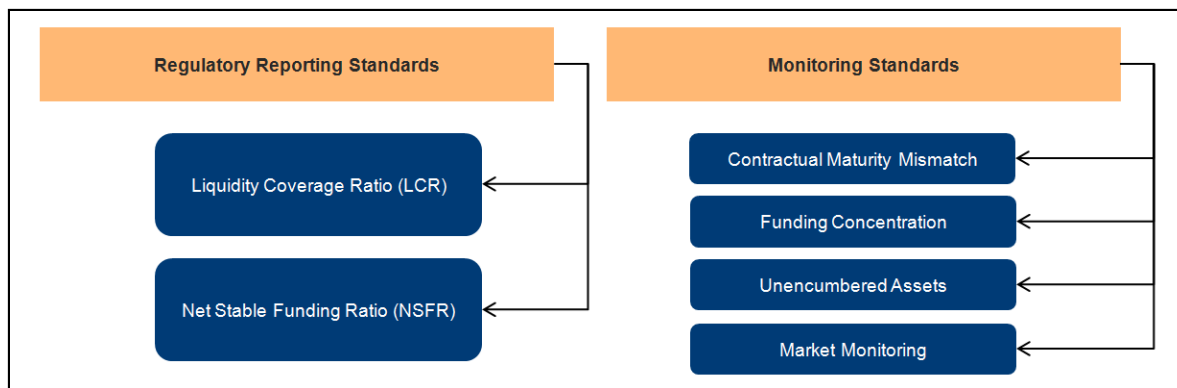 Regulatory Reporting Standards
Liquidity Coverage Ratio (LCR)
Net Stable Funding Ratio (NSFR)
Monitoring Standards
Contractual Maturity Mismatch
Funding Concentration
Unencumbered Assets
Market Monitoring